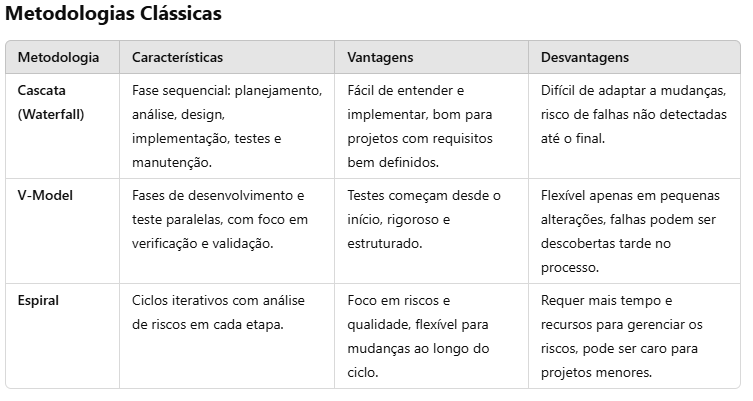 Metodologias Clássicas
Metodologia
Características
Vantagens
Desvantagens
Cascata
(Waterfall)
Fase sequencial: planejamento,
análise, design,
implementação, testes e
manutenção.
Fácil de entender e
implementar, bom para
projetos com requisitos
bem definidos.
Difícil de adaptar a mudanças,
risco de falhas não detectadas
até o final.
V-Model
Fases de desenvolvimento e
teste paralelas, com foco em
verificação e validação.
Testes começam desde o
início, rigoroso e
estruturado.
Flexível apenas em pequenas
alterações, falhas podem ser
descobertas tarde no
processo.
Espiral
Ciclos iterativos com análise
de riscos em cada etapa.
Foco em riscos e
qualidade, flexível para
mudanças ao longo do
ciclo.
Requer mais tempo e
recursos para gerenciar os
riscos, pode ser caro para
projetos menores.